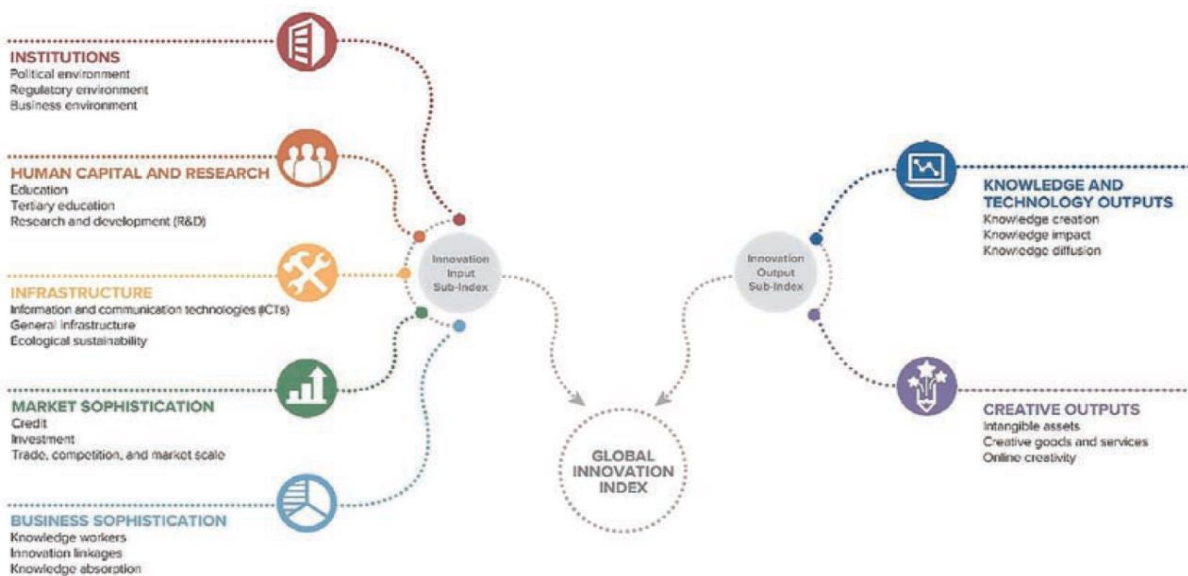 INSTITUTIONS
Political environment
Regulatory environment
Business environment
HUMAN CAPITAL AND RESEARCH
Education
Tertiary education
Research and development (R&D)
INFRASTRUCTURE
Information and communication technologies (ICTs)
General infrastructure
Ecological sustainability
MARKET SOPHISTICATION
Credit
Investment
Trade, competition, and market scale
BUSINESS SOPHISTICATION
Knowledge workers
Innovation linkages
Knowledge absorption
Innovation
Input
Sub-Index
GLOBAL
INNOVATION
INDEX
Innovation
Output
Sub-Index
KNOWLEDGE AND
TECHNOLOGY OUTPUTS
Knowledge creation
Knowledge impact
Knowledge diffusion
CREATIVE OUTPUTS
Intangible assets
Creative goods and services
Online creativity